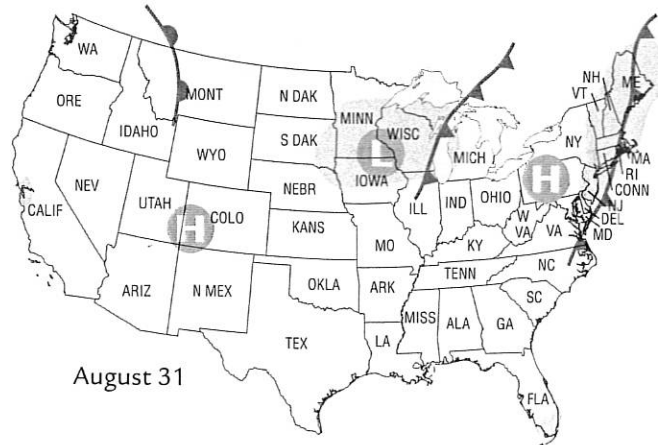 WA
MONT
N DAK
MINN
NH
VT
ME
ORE
IDAHO
S DAK
WISC
MICH
NY
WYO
L
MA
RI
CONN
NEV
NEBR
IOWA
H
NJ
CALIF
UTAH
H
COLO
ILL
IND
OHIO
W
VA
VA
DEL
MD
KANS
MO
KY
ARIZ
N MEX
OKLA
ARK
TENN
NC
SC
MISS
ALA
GA
TEX
LA
FLA
August 31